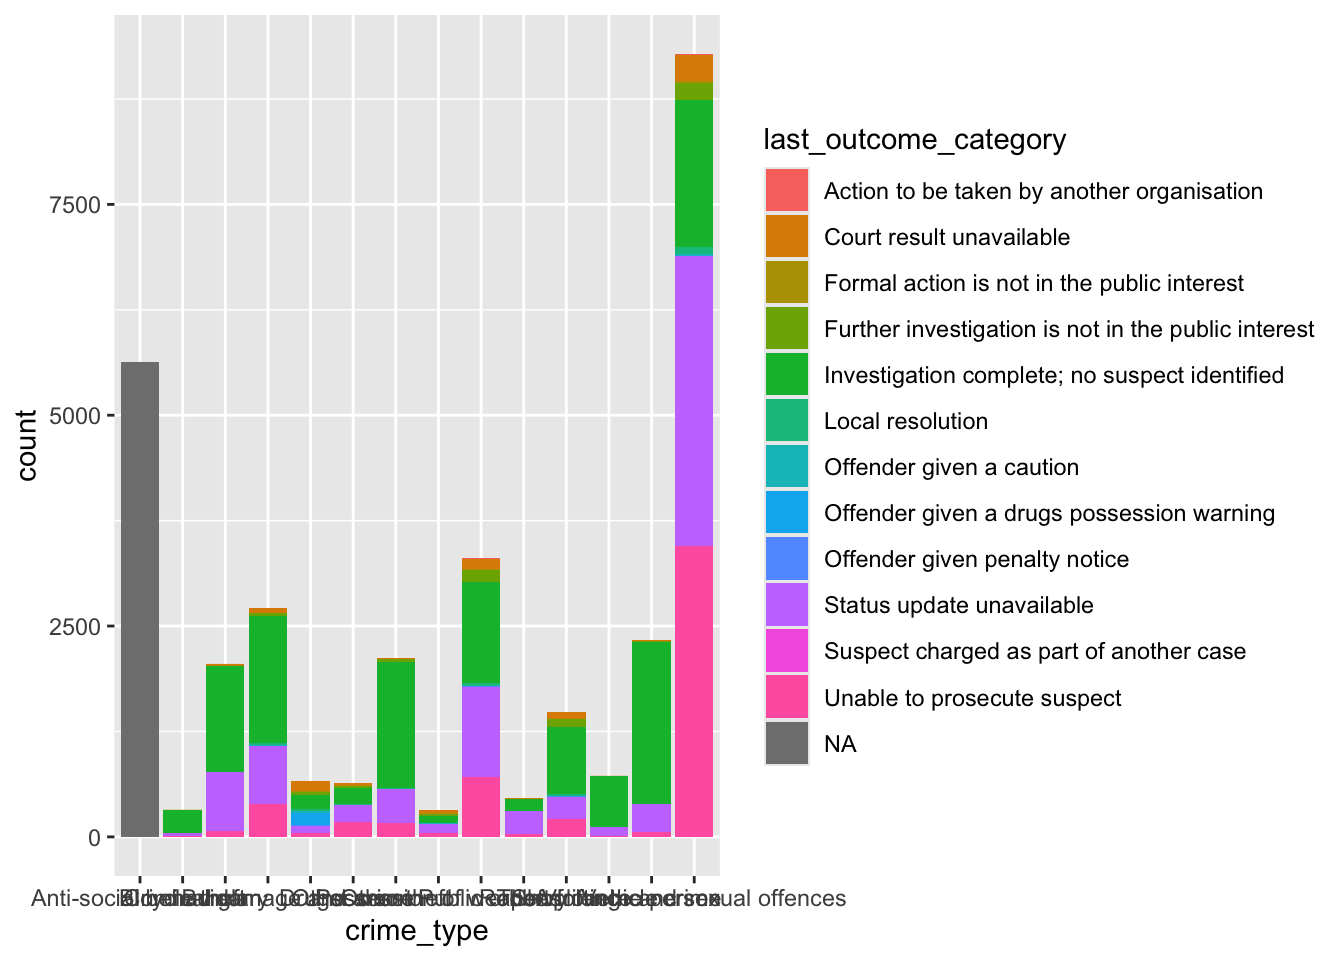 last_outcome_category
Action to be taken by another organisation
Court result unavailable
Formal action is not in the public interest
Further investigation is not in the public interest
Investigation complete; no suspect identified
Local resolution
Offender given a caution
Offender given a drugs possession warning
Offender given penalty notice
Status update unavailable
Suspect charged as part of another case
Unable to prosecute suspect
NA
7500
5000
2500
0
count
Anti-social sexual offences
crime_type